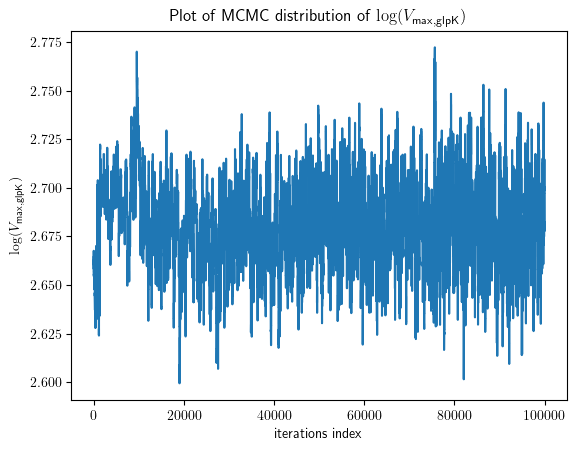 Plot of MCMC distribution of log(V_max,glpK)
2.775
2.750
2.725
2.700
2.675
2.650
2.625
2.600
log(V_max,glpK)
0 20000 40000 60000 80000 100000
iterations index